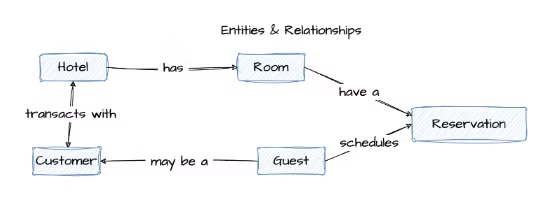 Entities & Relationships
Hotel
has
Room
have a
transacts with
Reservation
schedules
Customer
may be a
Guest